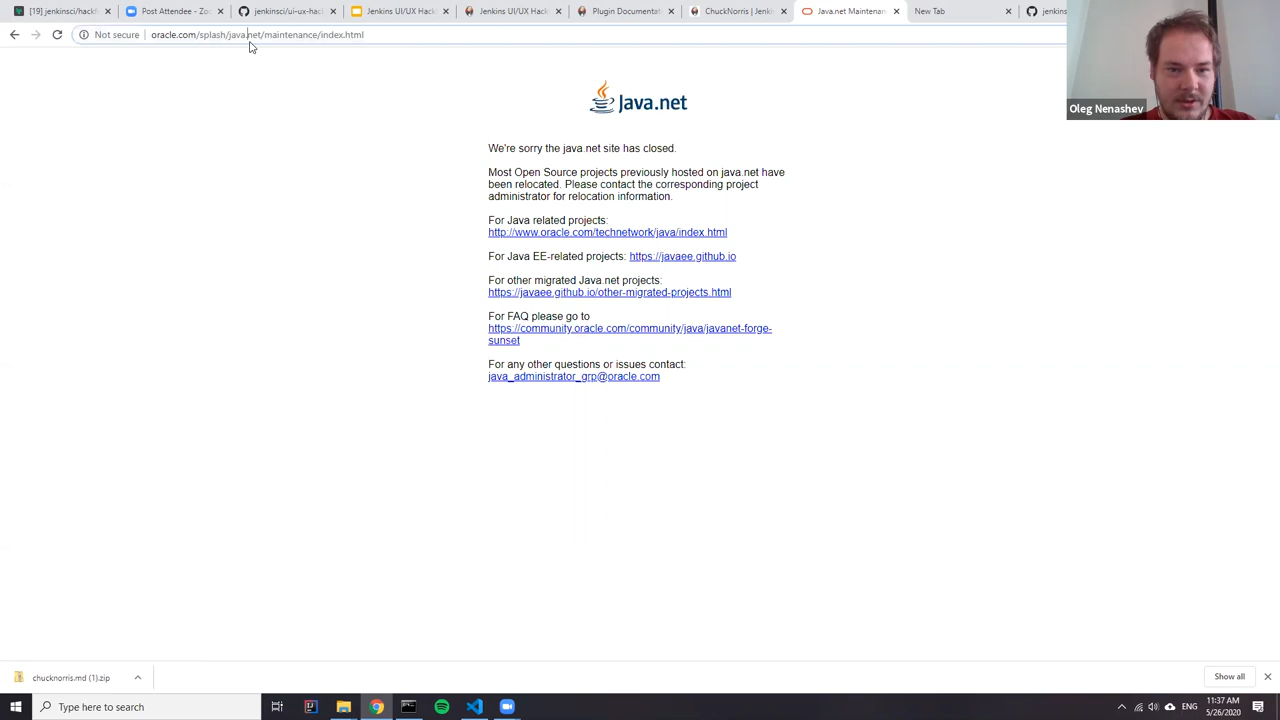 [19] jenkinsci/hackf
Post Attendee - Zoo
jenkinsci/ui-ux-hack
Jenkins UI/UX Hack
Jenkins UI/UX Hack
Plugin Documentat
ChuckNorris | Jenki
Java.net Maintenan
New Tab
jenkins
Not secure
oracle.com/splash/java.net/maintenance/index.html
Oleg Nenashev
Java.net
We're sorry the java.net site has closed.
Most Open Source projects previously hosted on java.net have
been relocated. Please contact the corresponding project
administrator for relocation information.
For Java related projects:
http://www.oracle.com/technetwork/java/index.html
For Java EE-related projects: https://javaee.github.io
For other migrated Java.net projects:
https://javaee.github.io/other-migrated-projects.html
For FAQ please go to
https://community.oracle.com/community/java/javanet-forge-
sunset
For any other questions or issues contact:
java_administrator_grp@oracle.com
chucknorris.md (1).zip
Show all
Type here to search
ENG
11:37 AM
5/26/2020